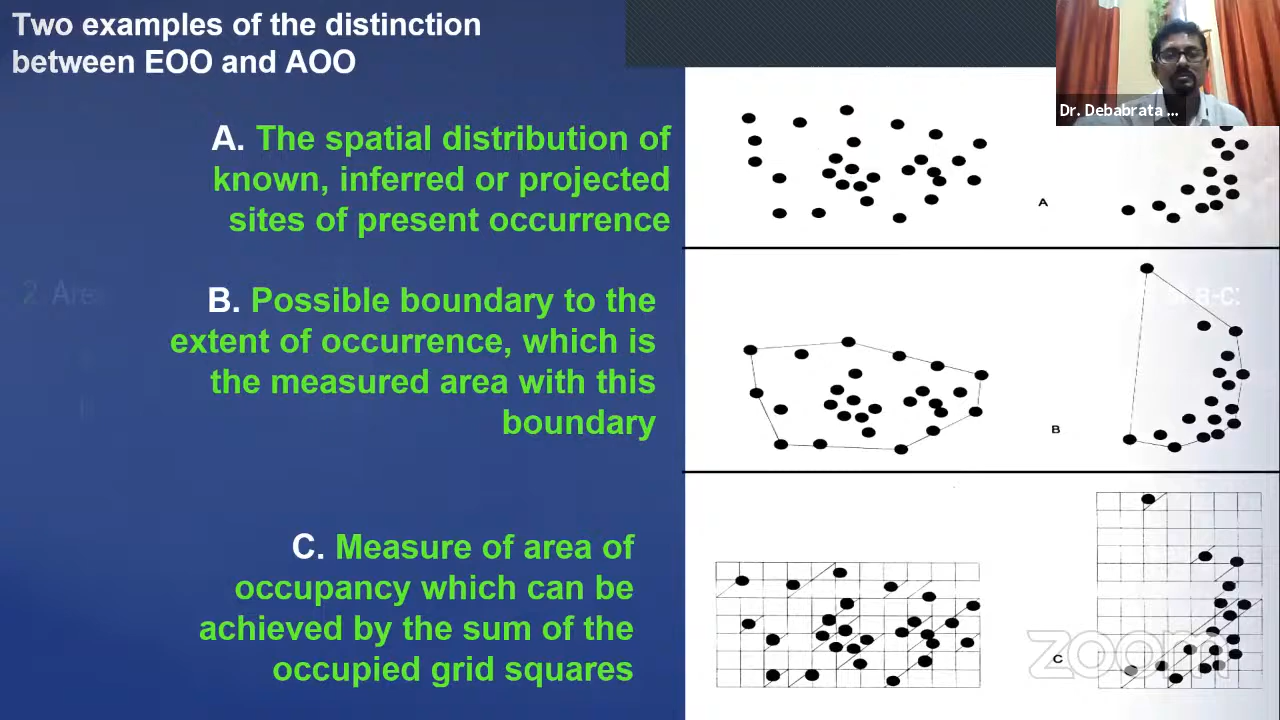 Two examples of the distinction
between EOO and AOO
Dr. Debabrata ...
A. The spatial distribution of
known, inferred or projected
sites of present occurrence
A
B. Possible boundary to the
extent of occurrence, which is
the measured area with this
boundary
B
C. Measure of area of
occupancy which can be
achieved by the sum of the
occupied grid squares
C
zoom
2. Are
B-C: